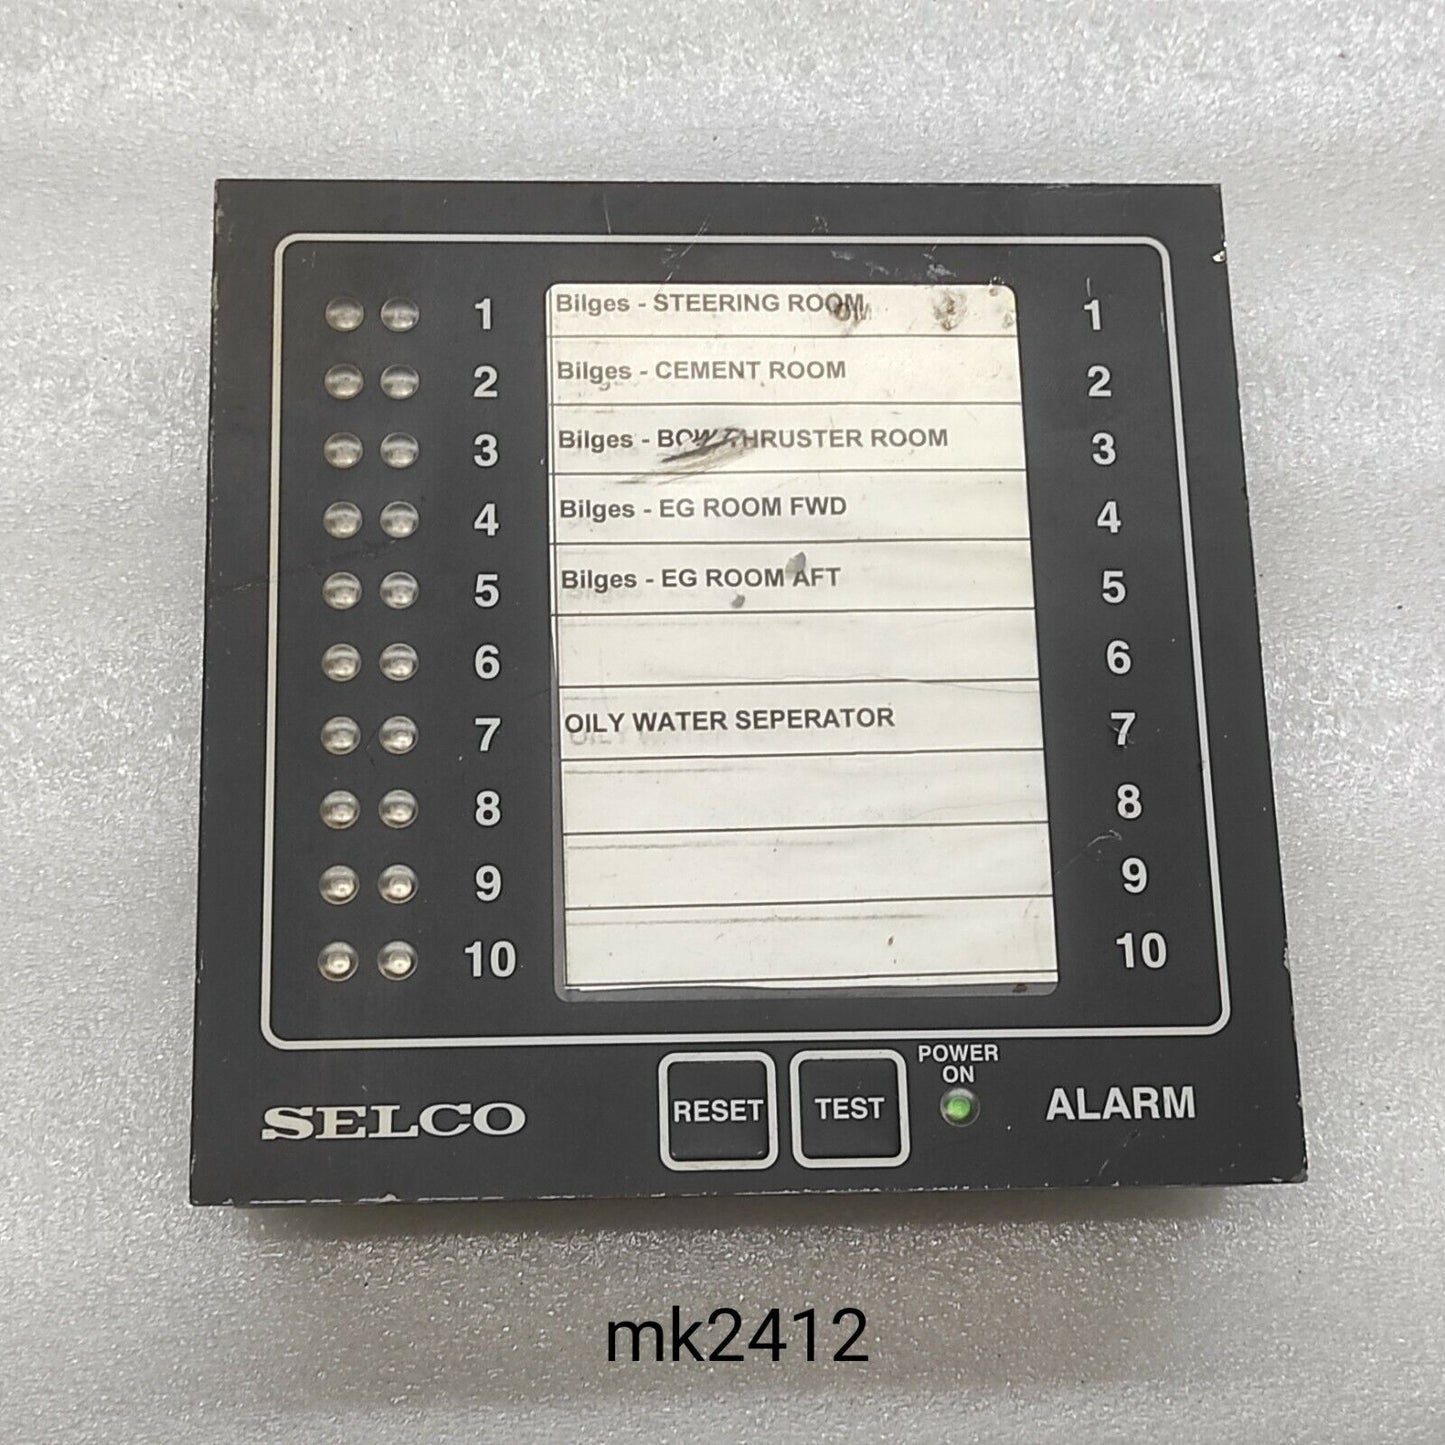 1 Bilges - STEERING ROOM 1
2 Bilges - CEMENT ROOM 2
3 Bilges - BOW THRUSTER ROOM 3
4 Bilges - EG ROOM FWD 4
5 Bilges - EG ROOM AFT 5
6 6
7 OILY WATER SEPERATOR 7
8 8
9 9
10 10
SELCO RESET TEST POWER
ON ALARM
mk2412